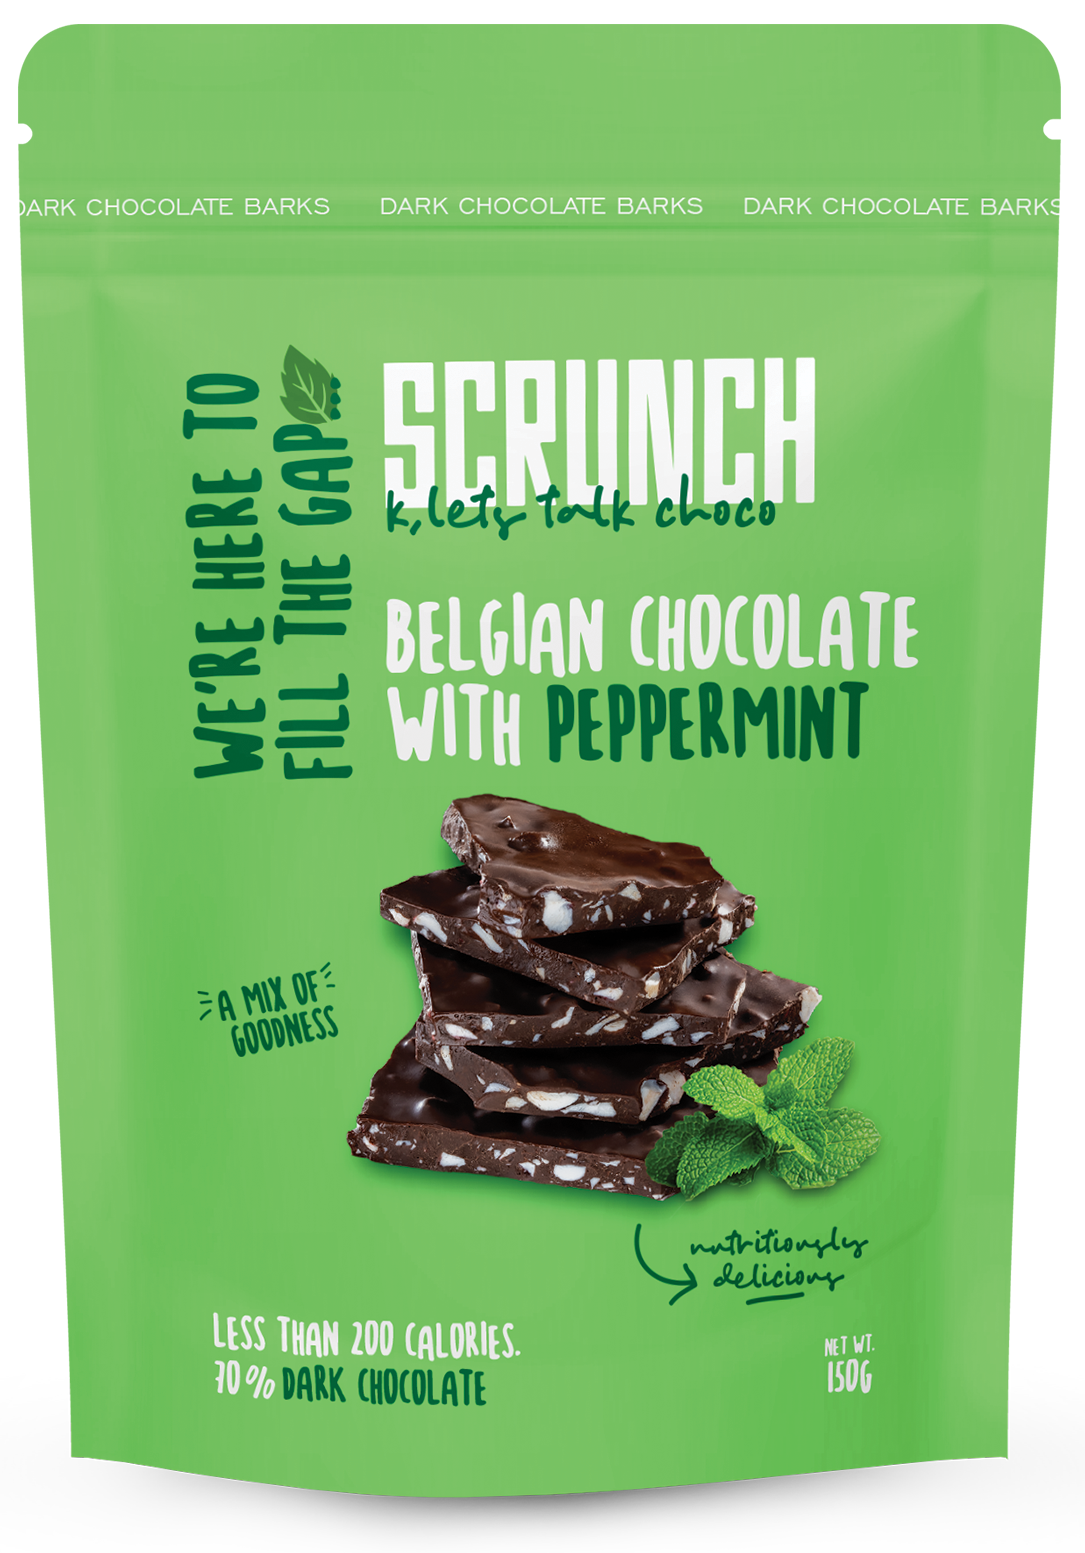 DARK CHOCOLATE BARKS DARK CHOCOLATE BARKS DARK CHOCOLATE BARKS
WE'RE HERE TO
FILL THE GAP...
SCRUNCH
k, lets talk choco
BELGIAN CHOCOLATE
WITH PEPPERMINT
A MIX OF
GOODNESS
nutritiously
delicious
LESS THAN 200 CALORIES.
70% DARK CHOCOLATE
NET WT.
150G